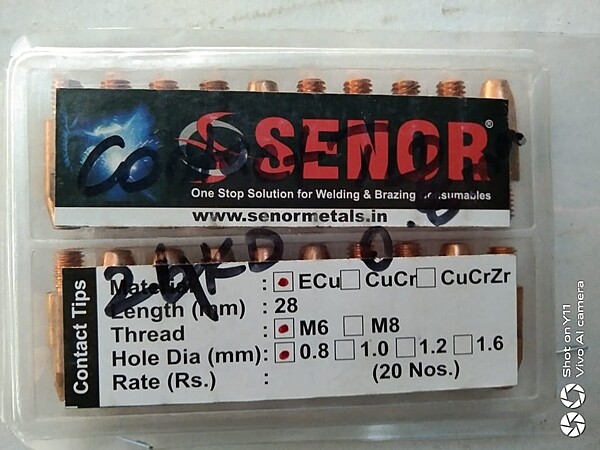 SENOR®
One Stop Solution for Welding & Brazing Consumables
www.senormetals.in
Contact Tips
Material : ECu CuCr CuCrZr
Length (mm) : 28
Thread : M6 M8
Hole Dia (mm): 0.8 1.0 1.2 1.6
Rate (Rs.) : (20 Nos.)
0.8
Shot on Y11
Vivo AI camera